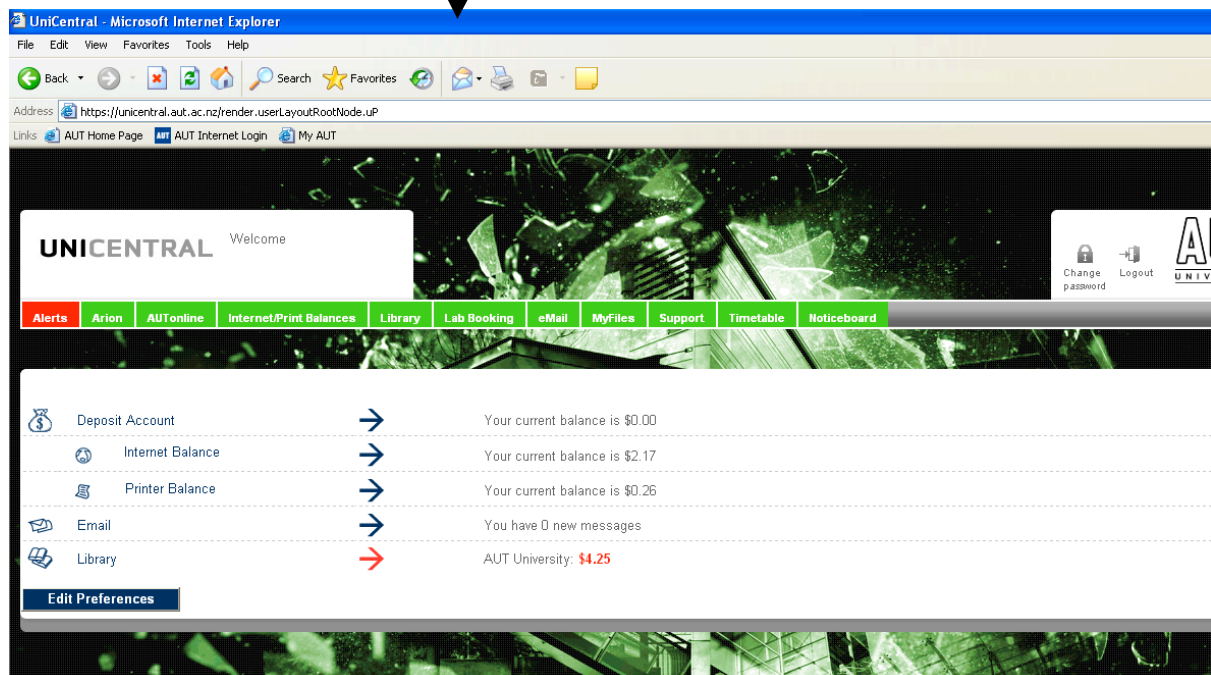 UniCentral - Microsoft Internet Explorer
File Edit View Favorites Tools Help
Back Search Favorites
Address https://unicentral.aut.ac.nz/render.userLayoutRootNode.uP
Links AUT Home Page AUT AUT Internet Login My AUT
UNICENTRAL Welcome
Change password Logout
Alerts Arion AUTonline Internet/Print Balances Library Lab Booking eMail MyFiles Support Timetable Noticeboard
Deposit Account Your current balance is $0.00
Internet Balance Your current balance is $2.17
Printer Balance Your current balance is $0.26
Email You have 0 new messages
Library AUT University: $4.25
Edit Preferences